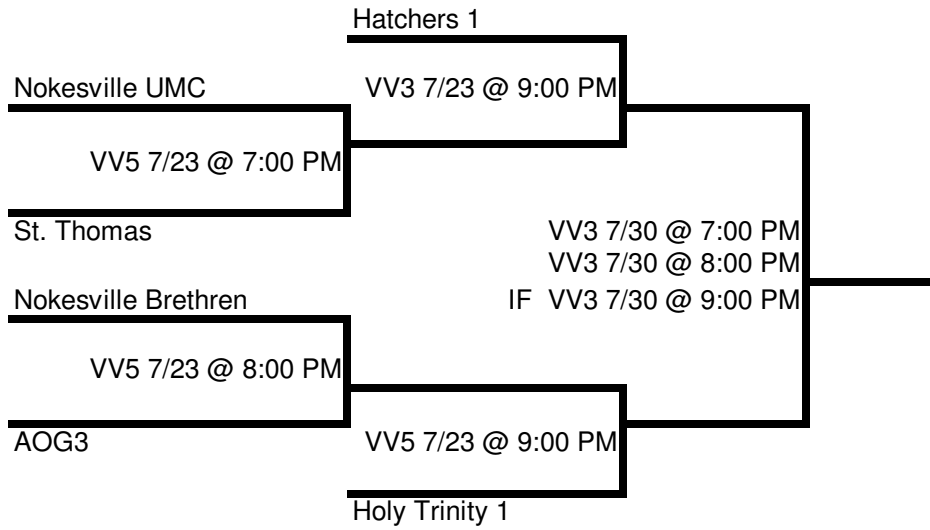 Hatchers 1
Nokesville UMC
VV3 7/23 @ 9:00 PM
VV5 7/23 @ 7:00 PM
St. Thomas
VV3 7/30 @ 7:00 PM
VV3 7/30 @ 8:00 PM
Nokesville Brethren
IF VV3 7/30 @ 9:00 PM
VV5 7/23 @ 8:00 PM
AOG3
VV5 7/23 @ 9:00 PM
Holy Trinity 1